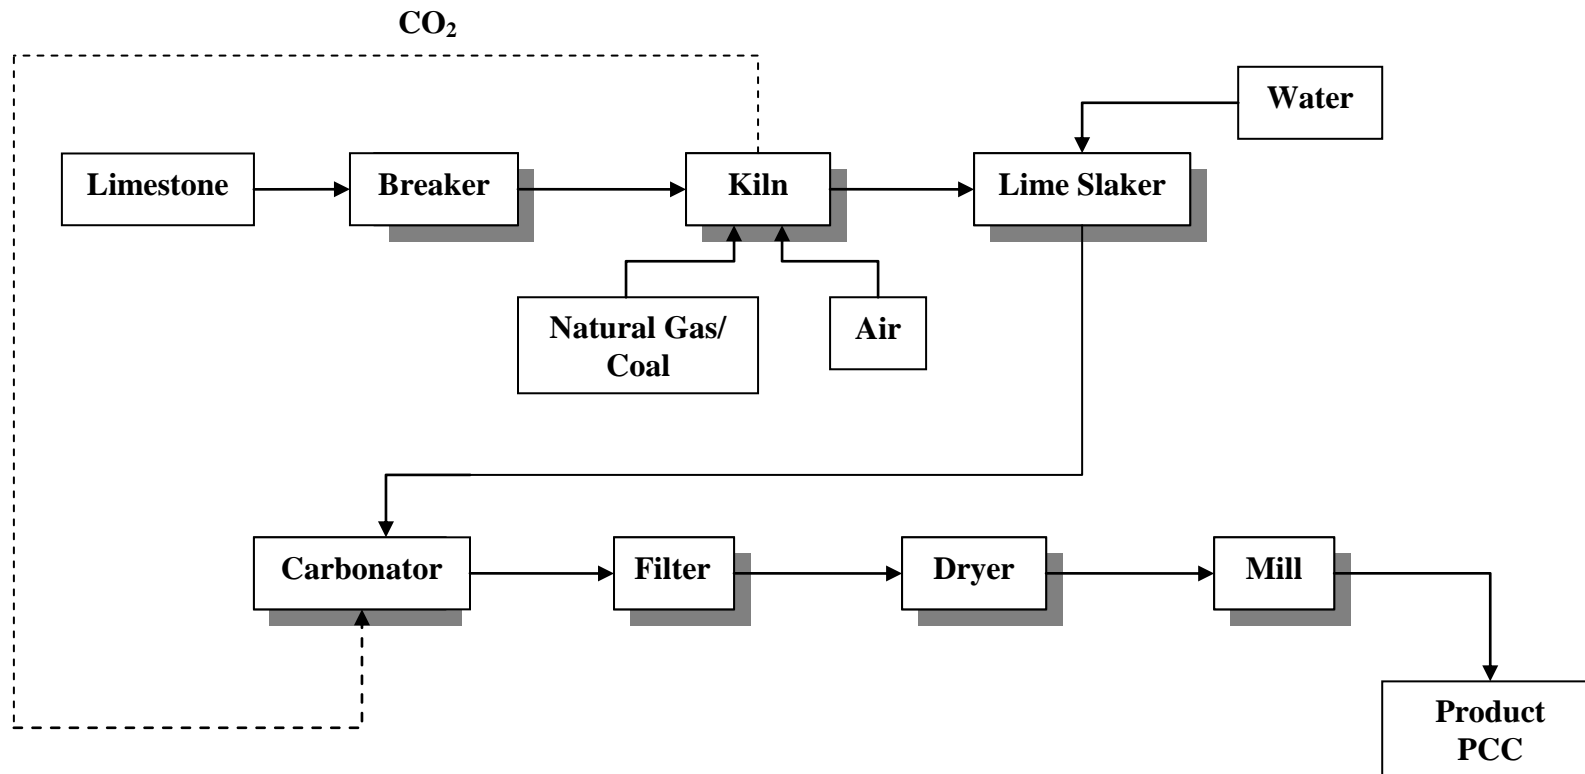 CO₂
Water
Limestone
Breaker
Kiln
Lime Slaker
Natural Gas/
Coal
Air
Carbonator
Filter
Dryer
Mill
Product
PCC